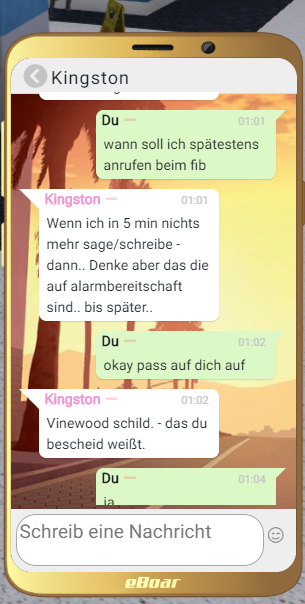 Kingston
Du
01:01
wann soll ich spätestens
anrufen beim fib
Kingston
01:01
Wenn ich in 5 min nichts
mehr sage/schreibe -
dann.. Denke aber das die
auf alarmbereitschaft
sind.. bis später..
Du
01:02
okay pass auf dich auf
Kingston
01:02
Vinewood schild. - das du
bescheid weißt.
Du
01:04
ja
Schreib eine Nachricht
eBoar